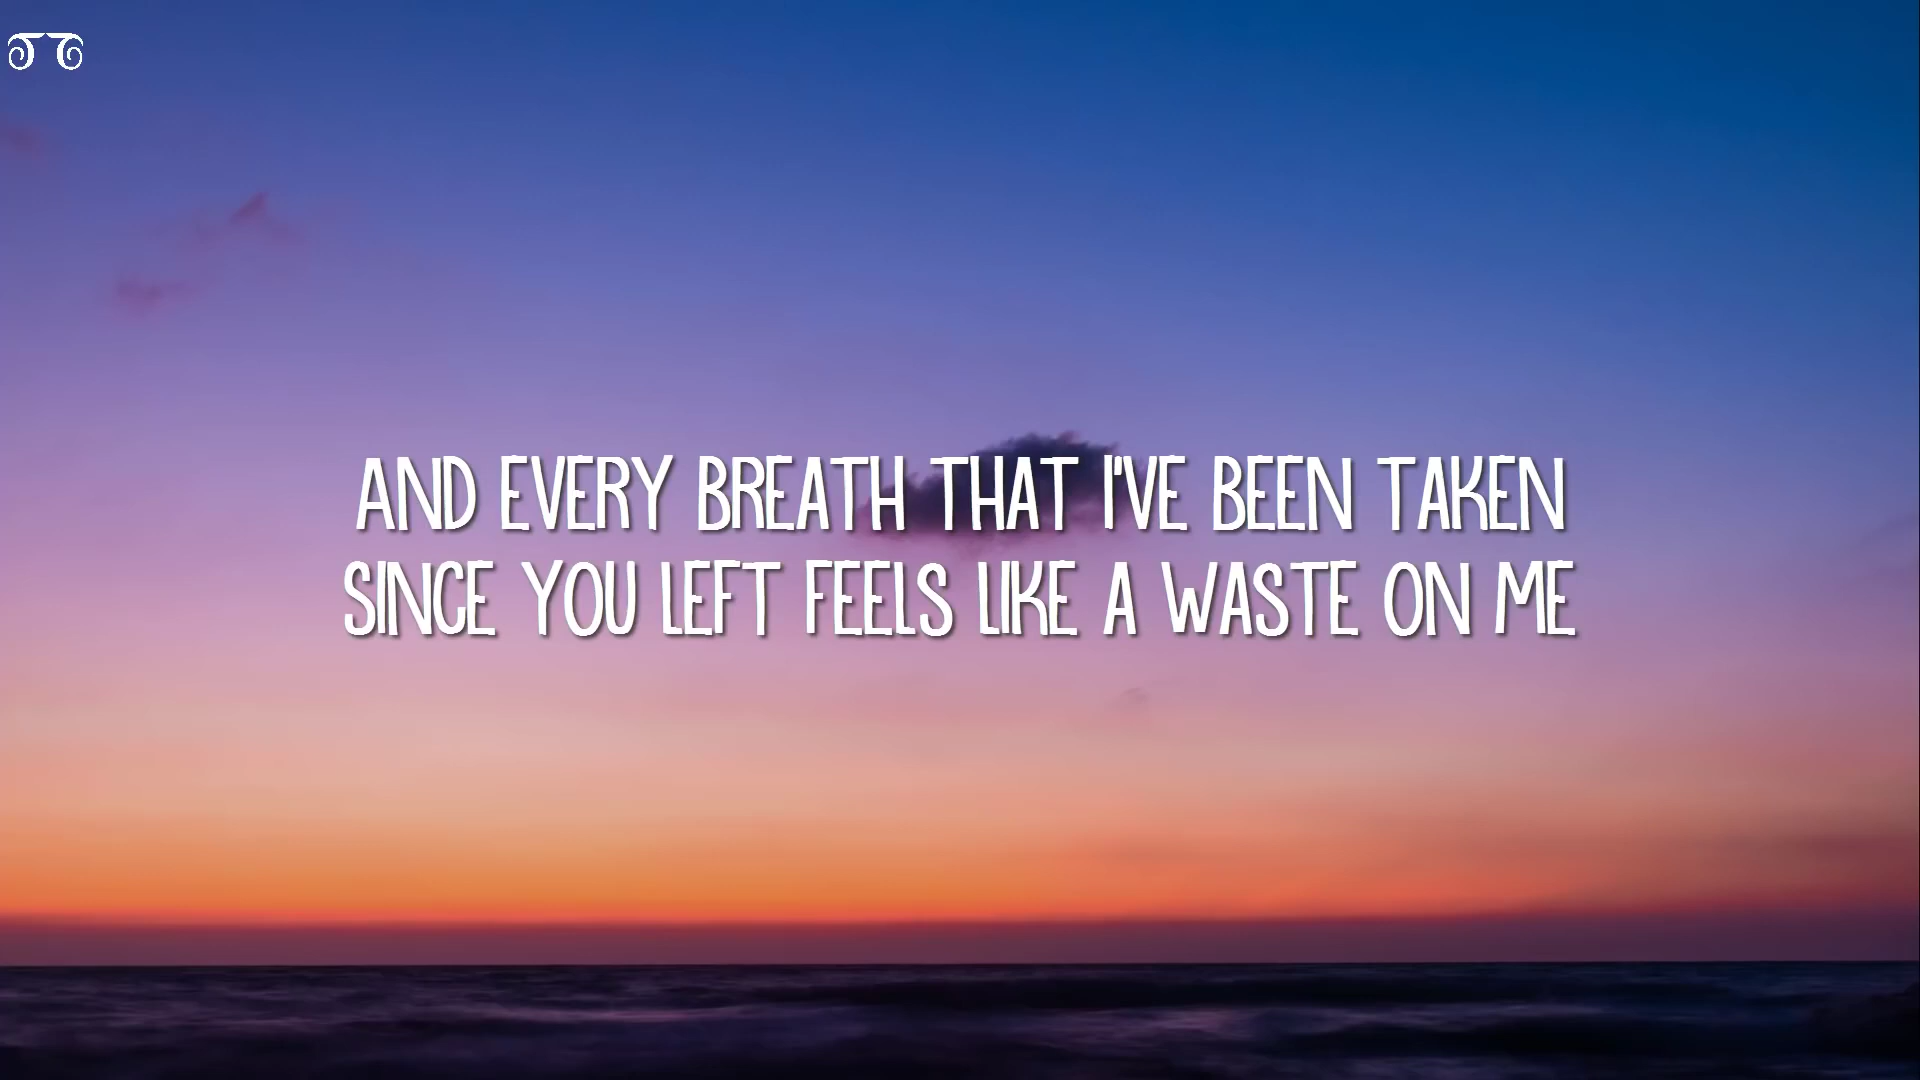 AND EVERY BREATH THAT I'VE BEEN TAKEN
SINCE YOU LEFT FEELS LIKE A WASTE ON ME